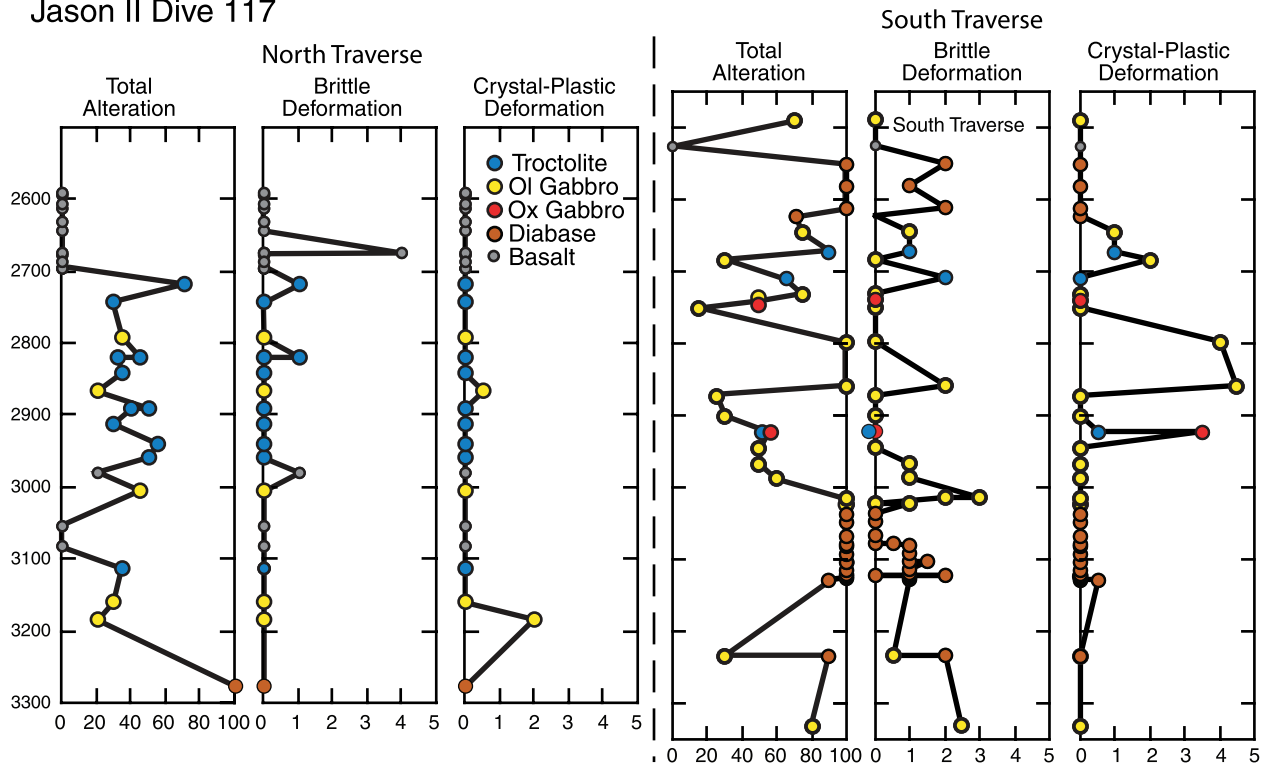 Jason II Dive 117
North Traverse
Total
Alteration
Brittle
Deformation
Crystal-Plastic
Deformation
Troctolite
Ol Gabbro
Ox Gabbro
Diabase
Basalt
2600
2700
2800
2900
3000
3100
3200
3300
0 20 40 60 80 100
0 1 2 3 4 5
0 1 2 3 4 5
South Traverse
Total
Alteration
Brittle
Deformation
Crystal-Plastic
Deformation
South Traverse
0 20 40 60 80 100
0 1 2 3 4 5
0 1 2 3 4 5